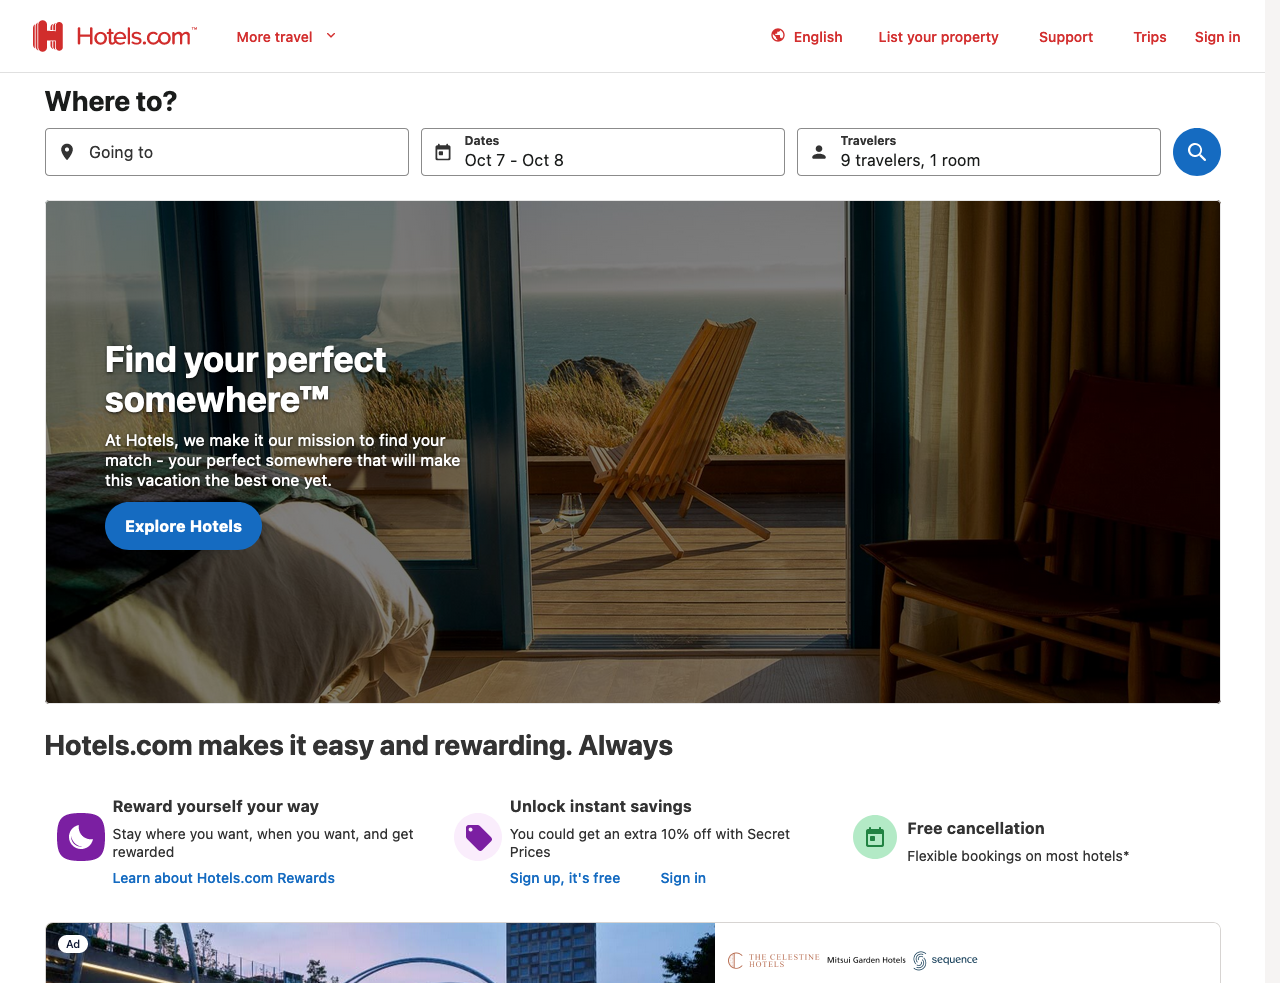 Hotels.com™
More travel
English
List your property
Support
Trips
Sign in
Where to?
Going to
Dates
Oct 7 - Oct 8
Travelers
9 travelers, 1 room
Find your perfect
somewhere™
At Hotels, we make it our mission to find your
match - your perfect somewhere that will make
this vacation the best one yet.
Explore Hotels
Hotels.com makes it easy and rewarding. Always
Reward yourself your way
Stay where you want, when you want, and get
rewarded
Learn about Hotels.com Rewards
Unlock instant savings
You could get an extra 10% off with Secret
Prices
Sign up, it's free
Sign in
Free cancellation
Flexible bookings on most hotels*
Ad
THE CELESTINE
HOTELS
Mitsui Garden Hotels
sequence